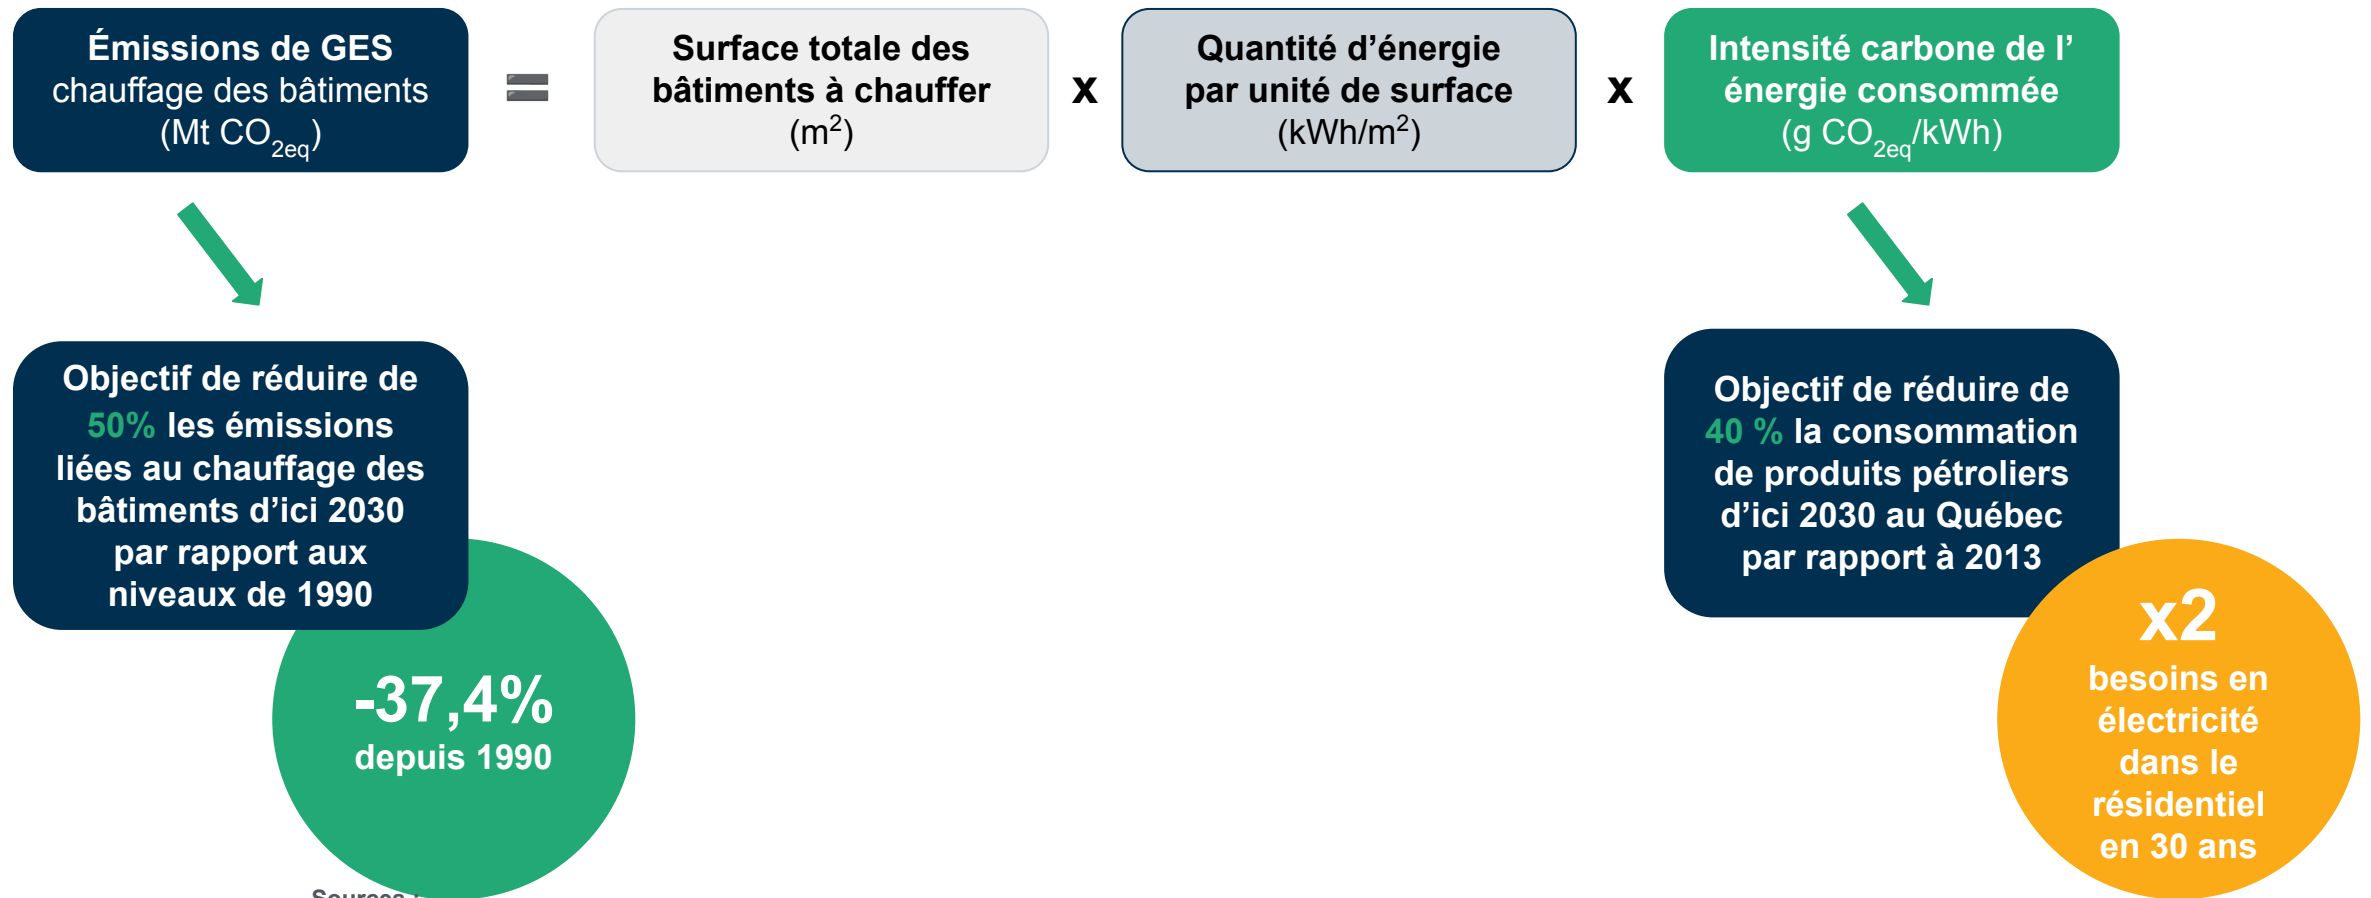 Émissions de GES
chauffage des bâtiments
(Mt CO2eq)
=
Surface totale des
bâtiments à chauffer
(m²)
x
Quantité d’énergie
par unité de surface
(kWh/m²)
x
Intensité carbone de l’
énergie consommée
(g CO2eq/kWh)
Objectif de réduire de
50% les émissions
liées au chauffage des
bâtiments d’ici 2030
par rapport aux
niveaux de 1990
-37,4%
depuis 1990
Objectif de réduire de
40 % la consommation
de produits pétroliers
d’ici 2030 au Québec
par rapport à 2013
x2
besoins en
électricité
dans le
résidentiel
en 30 ans
Sources :